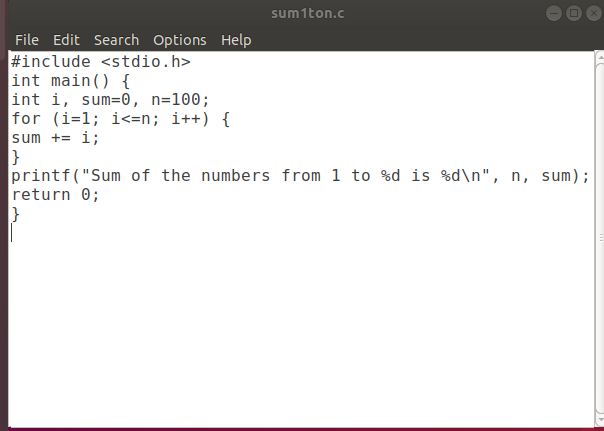 sum1ton.c
File Edit Search Options Help
#include <stdio.h>
int main() {
int i, sum=0, n=100;
for (i=1; i<=n; i++) {
sum += i;
}
printf("Sum of the numbers from 1 to %d is %d\n", n, sum);
return 0;
}